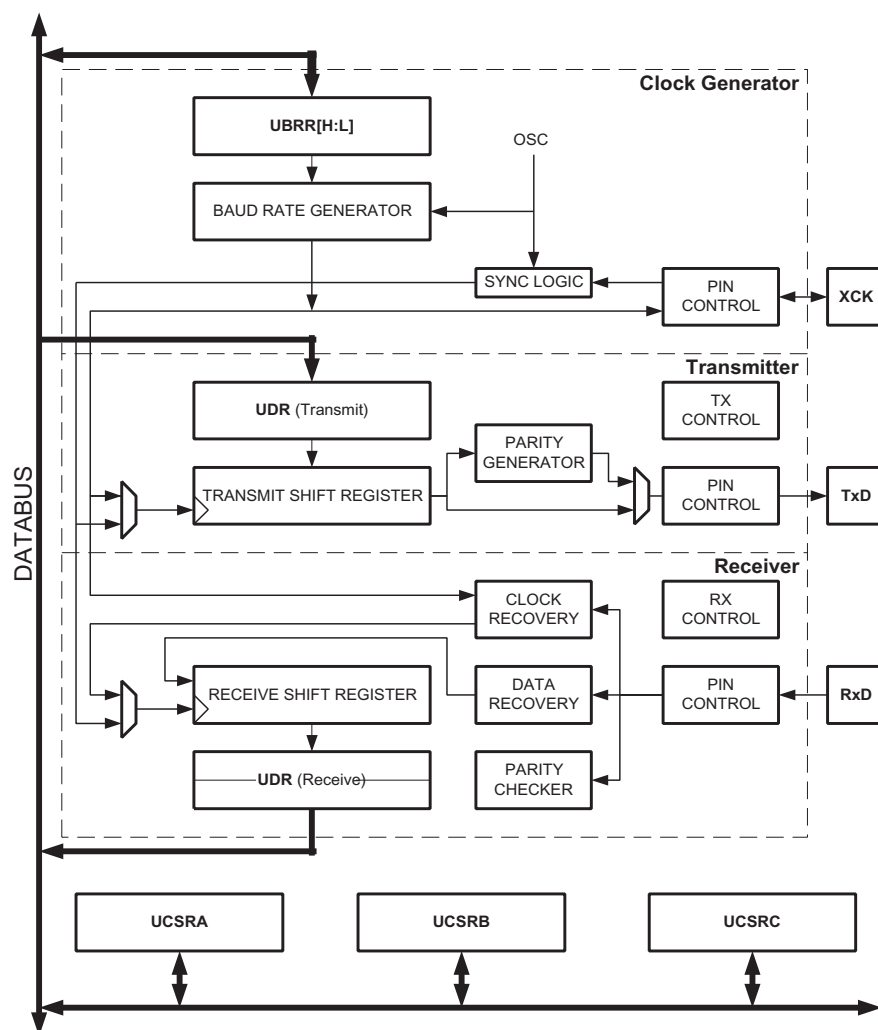 Clock Generator
UBRR[H:L]
OSC
BAUD RATE GENERATOR
SYNC LOGIC
PIN
CONTROL
XCK
Transmitter
UDR (Transmit)
TX
CONTROL
PARITY
GENERATOR
TRANSMIT SHIFT REGISTER
PIN
CONTROL
TxD
DATABUS
Receiver
CLOCK
RECOVERY
RX
CONTROL
RECEIVE SHIFT REGISTER
DATA
RECOVERY
PIN
CONTROL
RxD
UDR (Receive)
PARITY
CHECKER
UCSRA
UCSRB
UCSRC